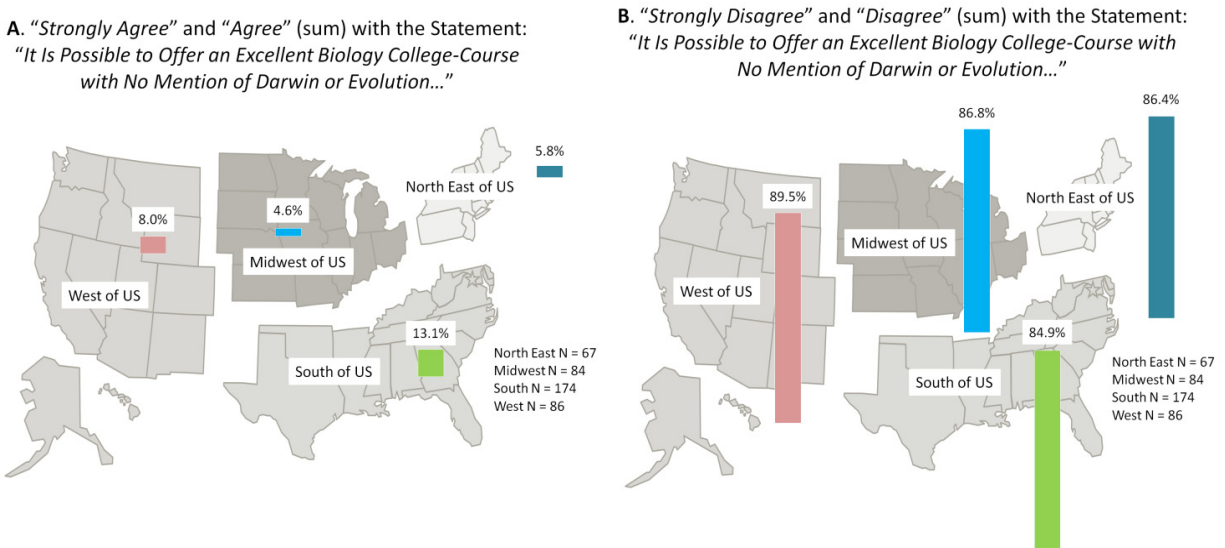 A. “Strongly Agree” and “Agree” (sum) with the Statement:
“It Is Possible to Offer an Excellent Biology College-Course
with No Mention of Darwin or Evolution...”
5.8%
North East of US
8.0%
4.6%
Midwest of US
West of US
13.1%
South of US
North East N = 67
Midwest N = 84
South N = 174
West N = 86
B. “Strongly Disagree” and “Disagree” (sum) with the Statement:
“It Is Possible to Offer an Excellent Biology College-Course with
No Mention of Darwin or Evolution...”
86.4%
86.8%
North East of US
89.5%
Midwest of US
West of US
84.9%
South of US
North East N = 67
Midwest N = 84
South N = 174
West N = 86